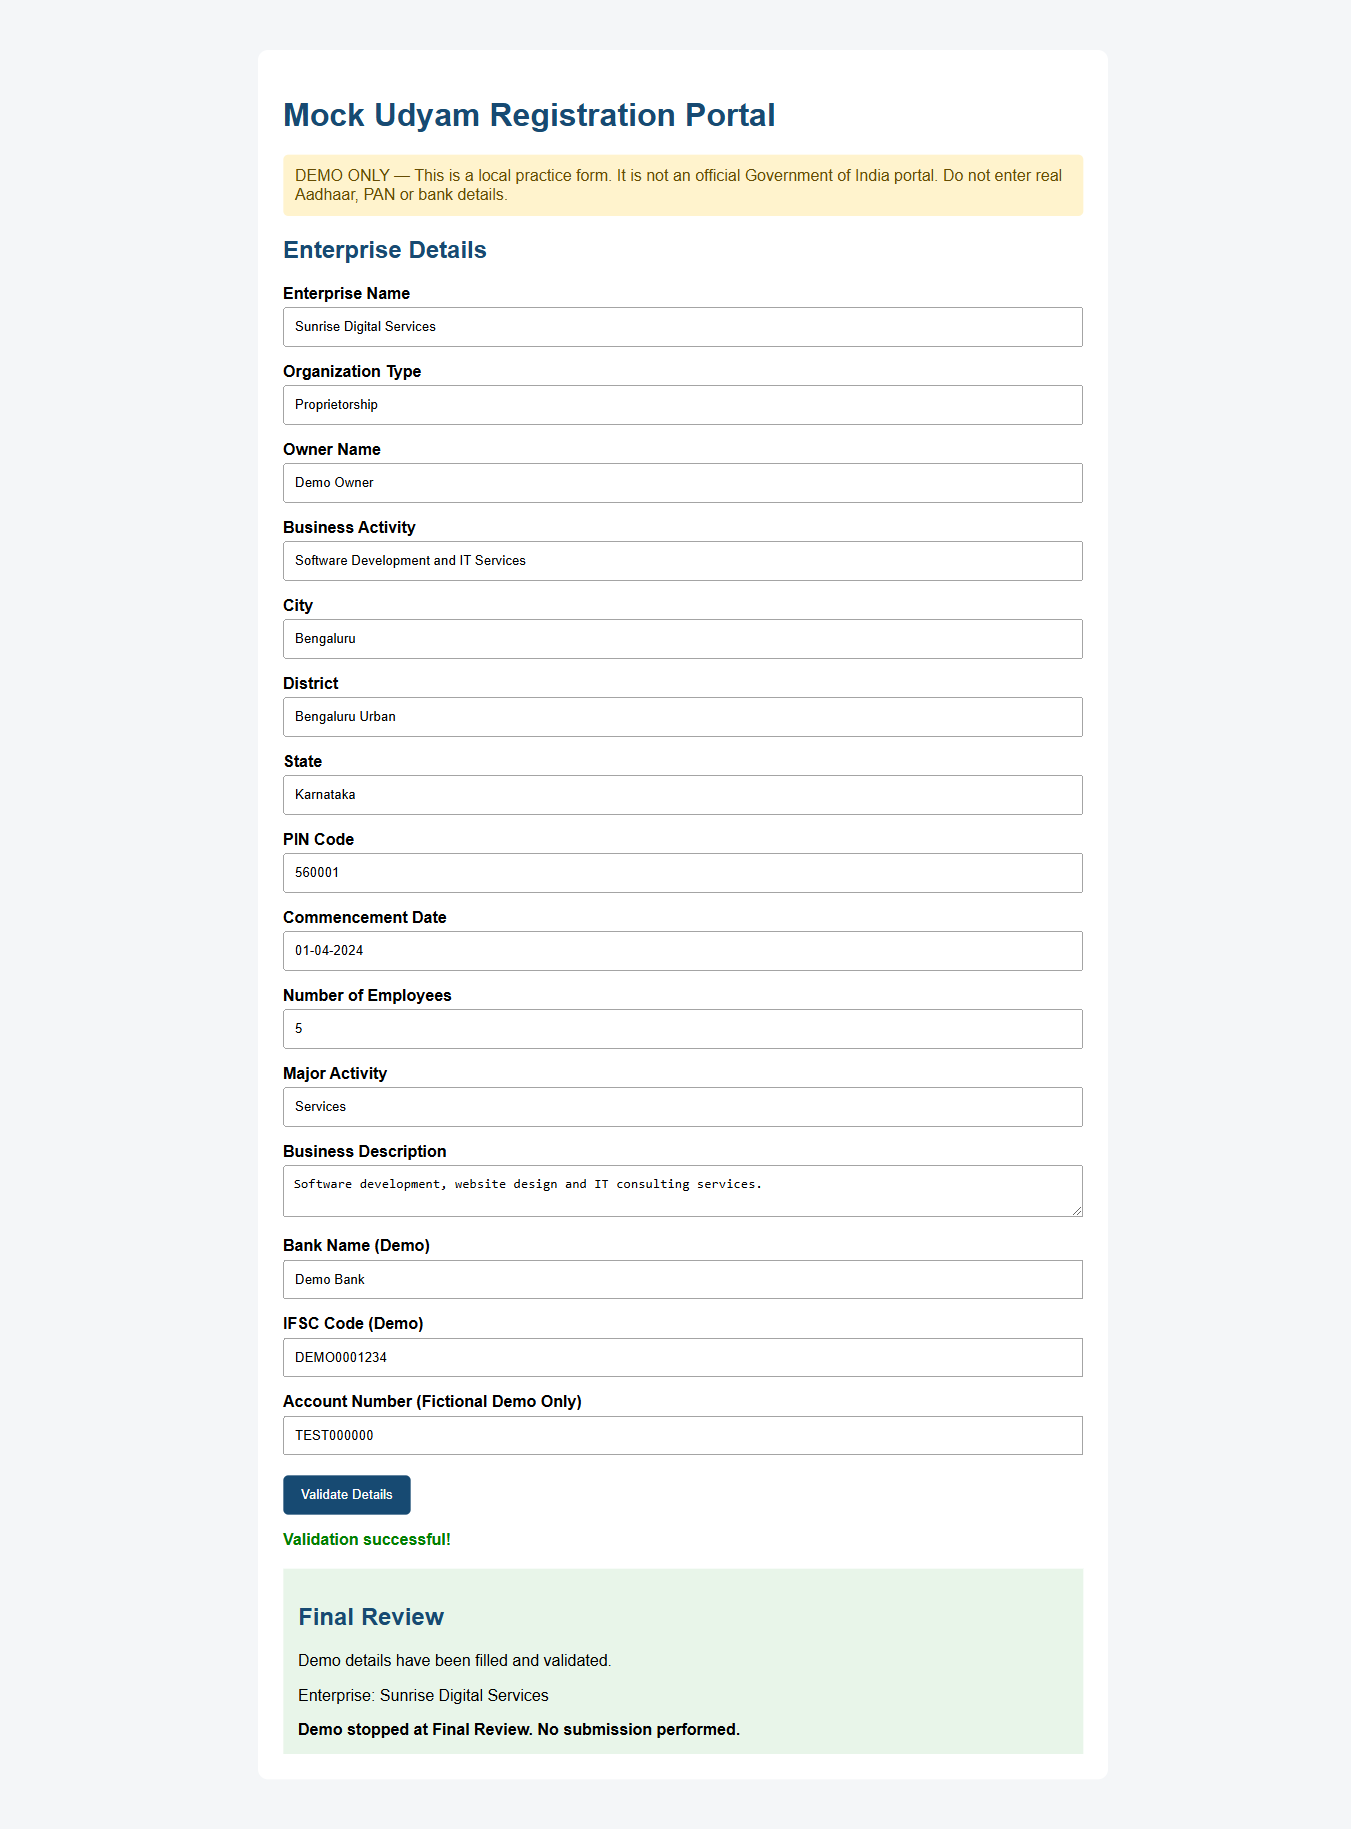 Mock Udyam Registration Portal
DEMO ONLY — This is a local practice form. It is not an official Government of India portal. Do not enter real
Aadhaar, PAN or bank details.
Enterprise Details
Enterprise Name
Sunrise Digital Services
Organization Type
Proprietorship
Owner Name
Demo Owner
Business Activity
Software Development and IT Services
City
Bengaluru
District
Bengaluru Urban
State
Karnataka
PIN Code
560001
Commencement Date
01-04-2024
Number of Employees
5
Major Activity
Services
Business Description
Software development, website design and IT consulting services.
Bank Name (Demo)
Demo Bank
IFSC Code (Demo)
DEMO0001234
Account Number (Fictional Demo Only)
TEST000000
Validate Details
Validation successful!
Final Review
Demo details have been filled and validated.
Enterprise: Sunrise Digital Services
Demo stopped at Final Review. No submission performed.